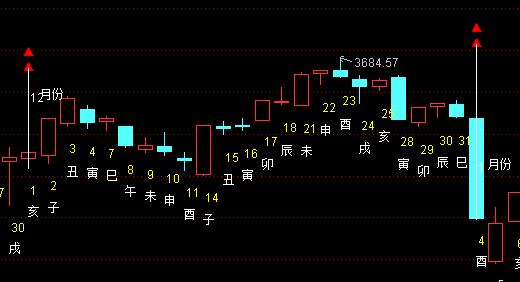 3684.57
12月份
1月份
7
30
戌
1
亥
2
子
3
丑
4
寅
7
巳
8
午
9
未
10
申
11
酉
14
子
15
丑
16
寅
17
卯
18
辰
21
未
22
申
23
酉
24
戌
25
亥
28
寅
29
卯
30
辰
31
巳
4
酉
5
6
亥